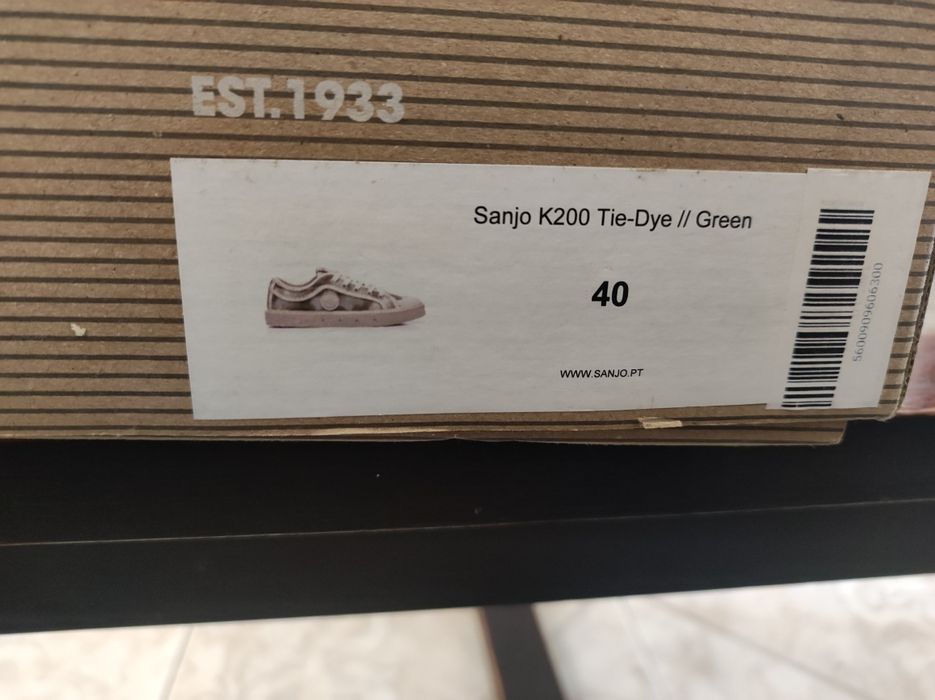 EST.1933
Sanjo K200 Tie-Dye // Green
40
WWW.SANJO.PT
5600909606300